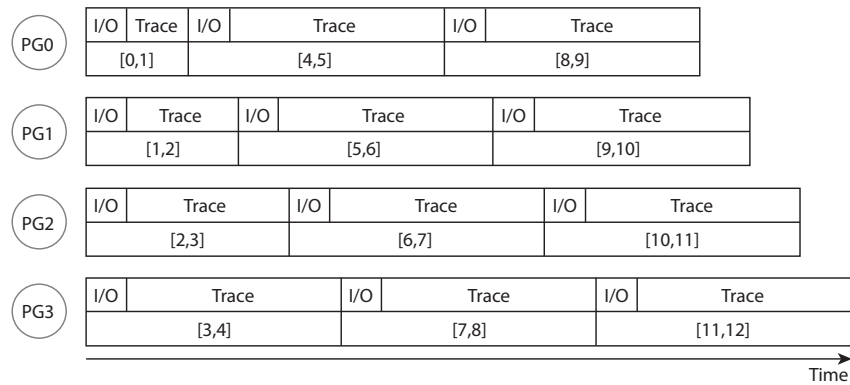 I/O Trace I/O Trace I/O Trace
PG0
[0,1] [4,5] [8,9]
I/O Trace I/O Trace I/O Trace
PG1
[1,2] [5,6] [9,10]
I/O Trace I/O Trace I/O Trace
PG2
[2,3] [6,7] [10,11]
I/O Trace I/O Trace I/O Trace
PG3
[3,4] [7,8] [11,12]
Time